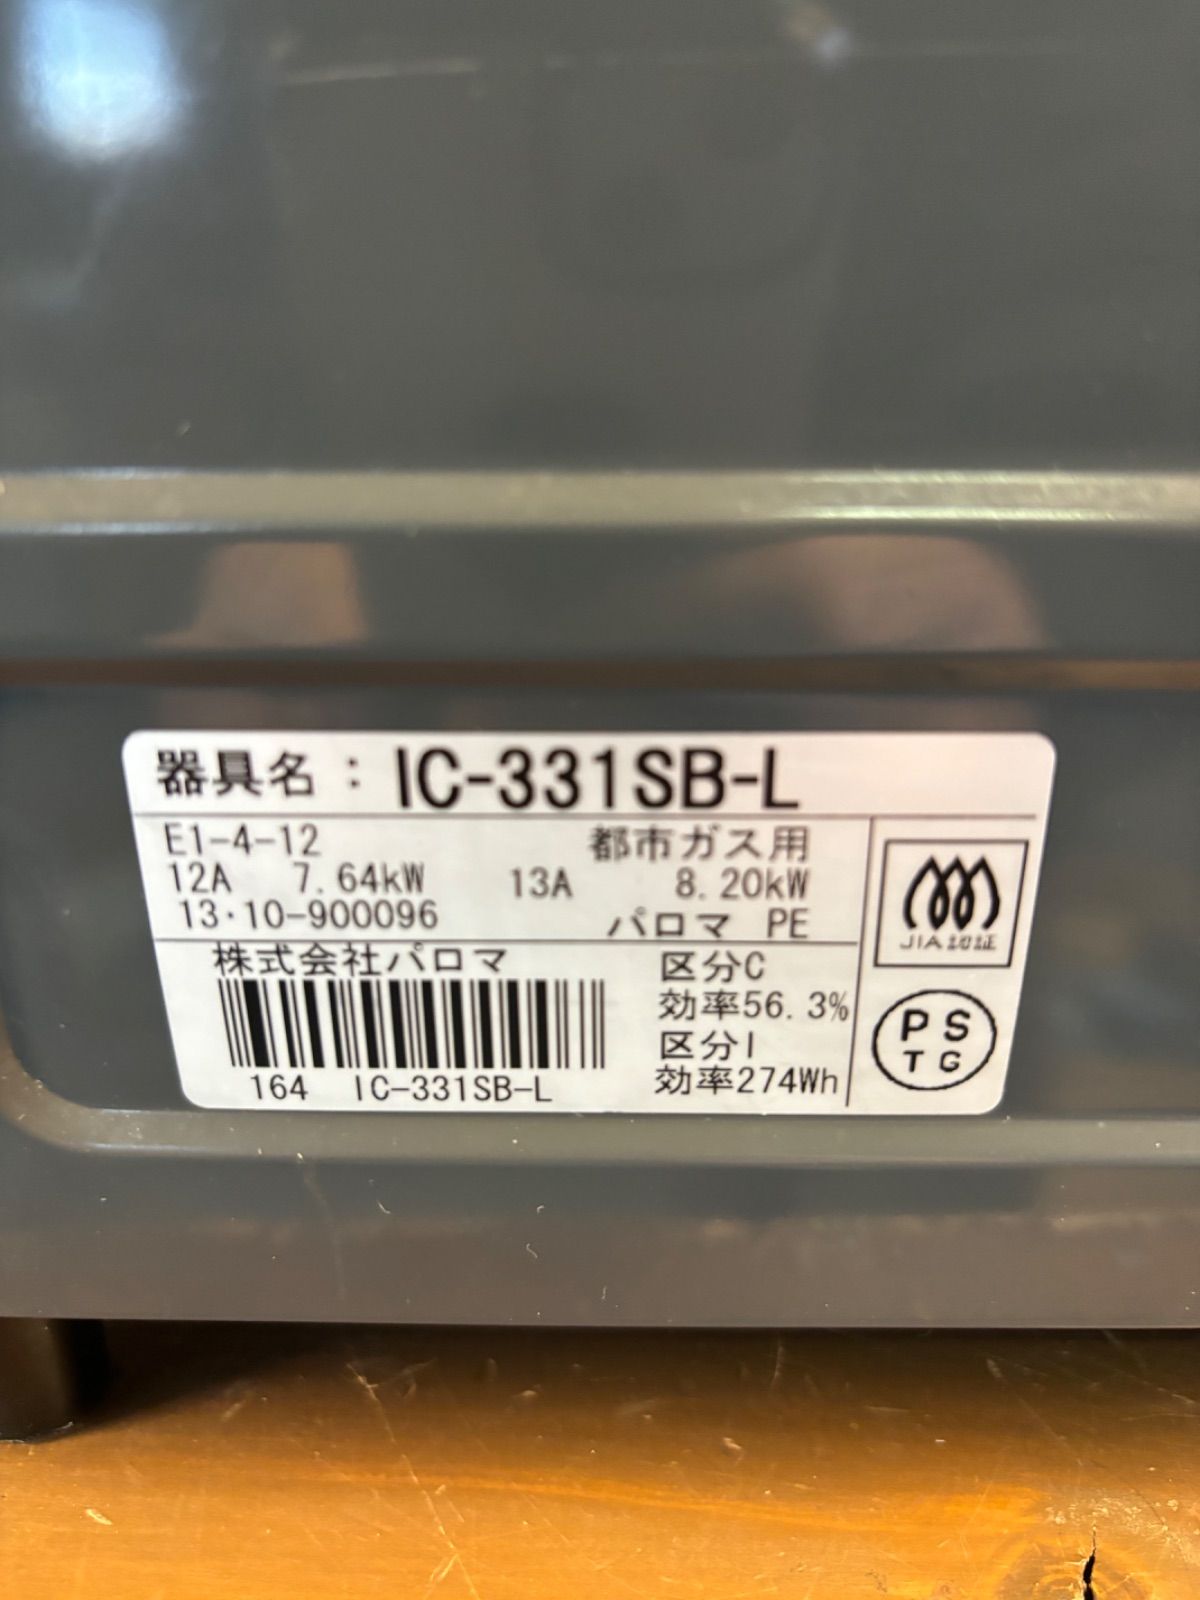 器具名：IC-331SB-L
E1-4-12 都市ガス用
12A 7.64kW 13A 8.20kW
13・10-900096 パロマ PE
株式会社パロマ
区分C
効率56.3%
区分I
効率274Wh
164 IC-331SB-L
JIA認証
PS
TG